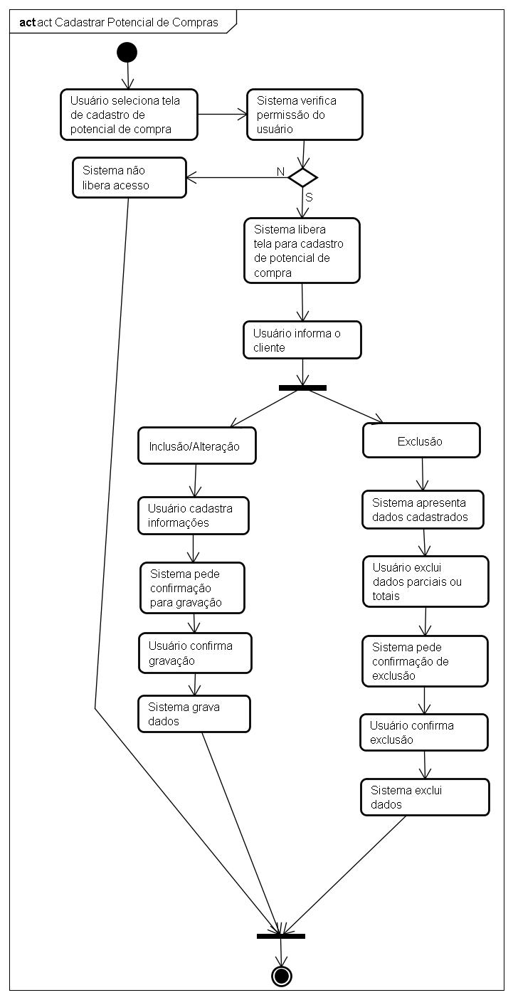 actact Cadastrar Potencial de Compras
Usuário seleciona tela
de cadastro de
potencial de compra
Sistema verifica
permissão do
usuário
Sistema não
libera acesso
N
S
Sistema libera
tela para cadastro
de potencial de
compra
Usuário informa o
cliente
Inclusão/Alteração
Usuário cadastra
informações
Sistema pede
confirmação
para gravação
Usuário confirma
gravação
Sistema grava
dados
Exclusão
Sistema apresenta
dados cadastrados
Usuário exclui
dados parciais ou
totais
Sistema pede
confirmação de
exclusão
Usuário confirma
exclusão
Sistema exclui
dados